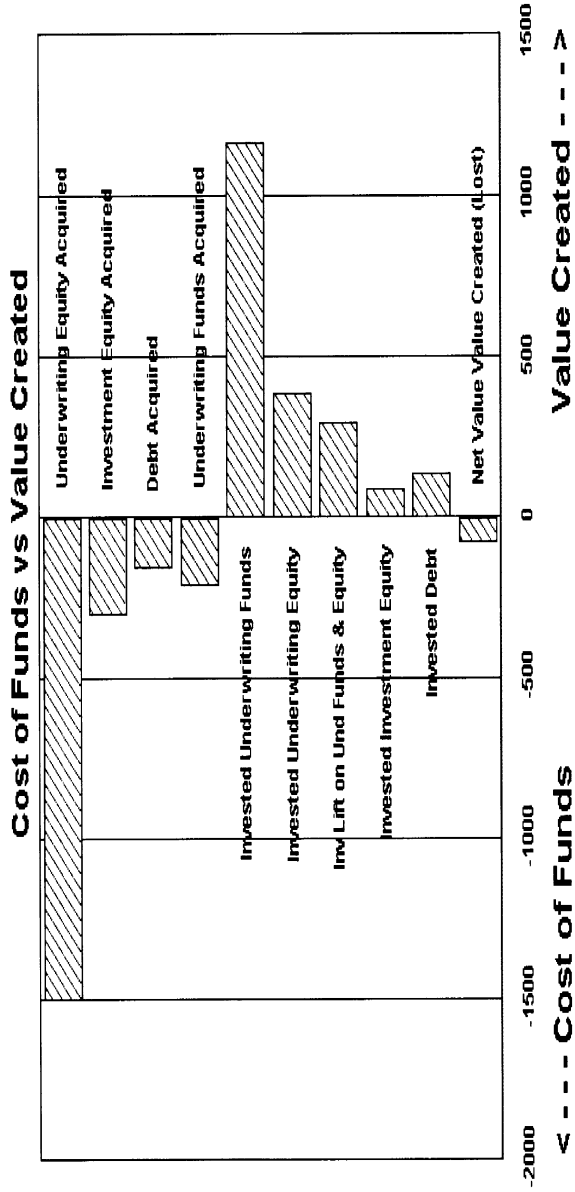 Cost of Funds vs Value Created
Underwriting Equity Acquired
Investment Equity Acquired
Debt Acquired
Underwriting Funds Acquired
Invested Underwriting Funds
Invested Underwriting Equity
Inv Lift on Und Funds & Equity
Invested Investment Equity
Invested Debt
Net Value Value Created (Lost)
-2000 -1500 -1000 -500 0 500 1000 1500
< - - - Cost of Funds Value Created - - - >